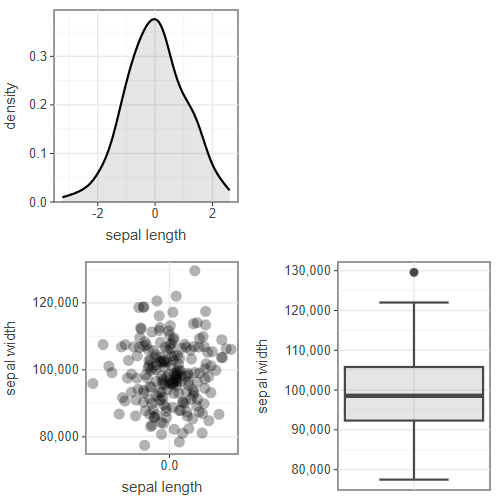 density
0.3
0.2
0.1
0.0
-2 0 2
sepal length
sepal width
120,000
100,000
80,000
0.0
sepal length
sepal width
130,000
120,000
110,000
100,000
90,000
80,000